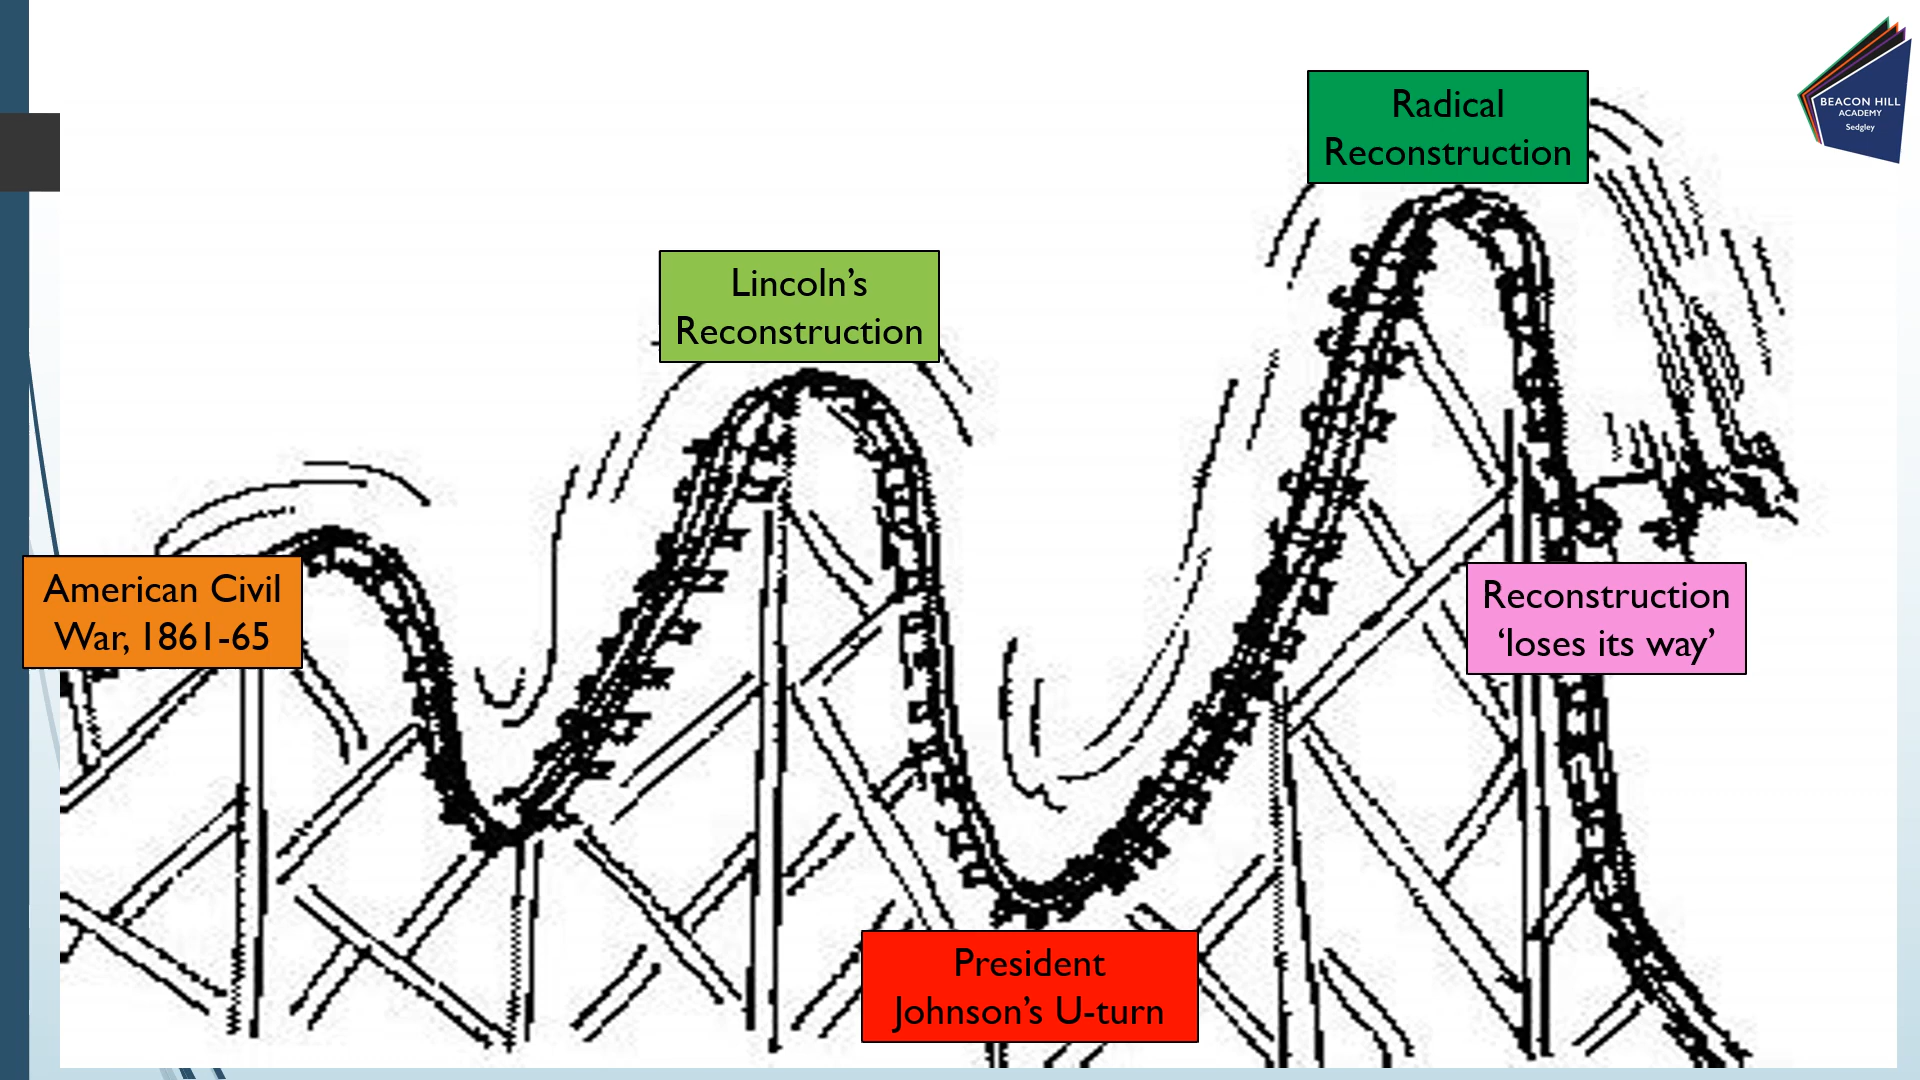 American Civil
War, 1861-65
Lincoln’s
Reconstruction
President
Johnson’s U-turn
Radical
Reconstruction
Reconstruction
‘loses its way’
BEACON HILL
ACADEMY
Sedgley